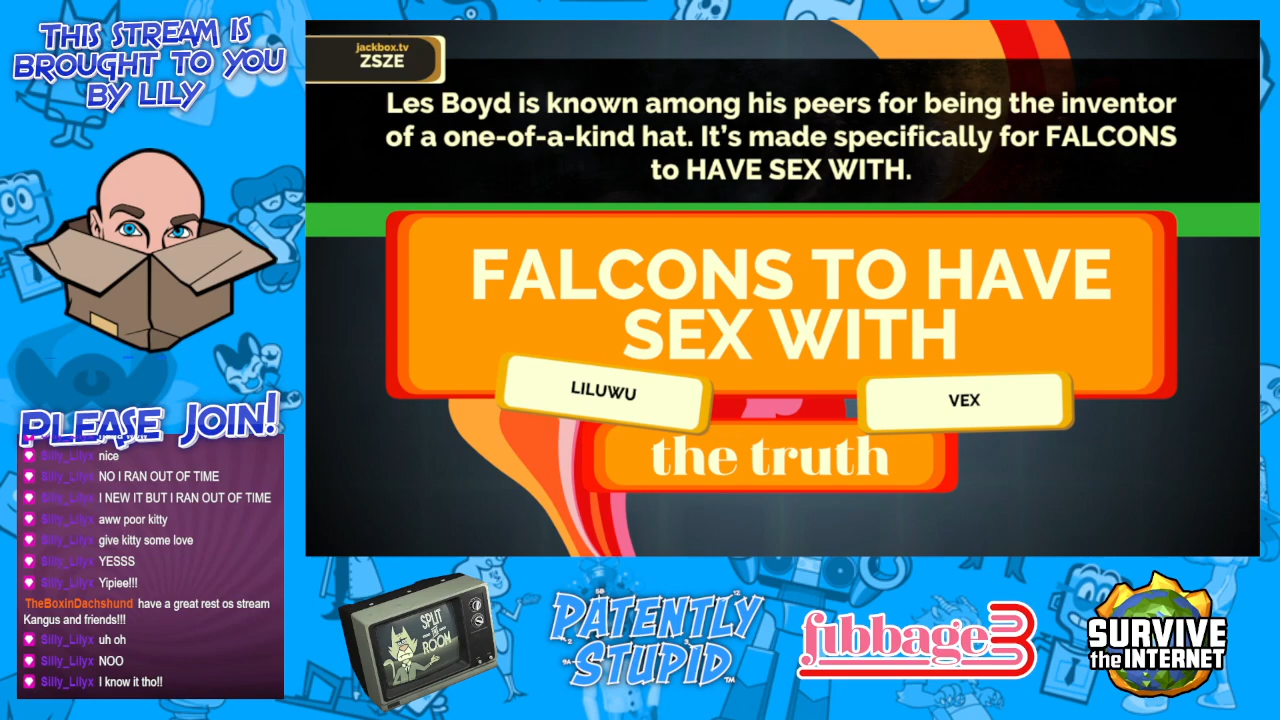 THIS STREAM IS
BROUGHT TO YOU
BY LILY
jackbox.tv
ZSZE
Les Boyd is known among his peers for being the inventor
of a one-of-a-kind hat. It’s made specifically for FALCONS
to HAVE SEX WITH.
FALCONS TO HAVE
SEX WITH
LILUWU
VEX
the truth
PLEASE JOIN!
Silly_Lilyx nice
Silly_Lilyx NO I RAN OUT OF TIME
Silly_Lilyx I NEW IT BUT I RAN OUT OF TIME
Silly_Lilyx aww poor kitty
Silly_Lilyx give kitty some love
Silly_Lilyx YESSS
Silly_Lilyx Yipiee!!!
TheBoxinDachshund have a great rest os stream
Kangus and friends!!!
Silly_Lilyx uh oh
Silly_Lilyx NOO
Silly_Lilyx I know it tho!!
SPLIT
THE
ROOM
PATENTLY
STUPID™
fibbage 3
SURVIVE
the INTERNET